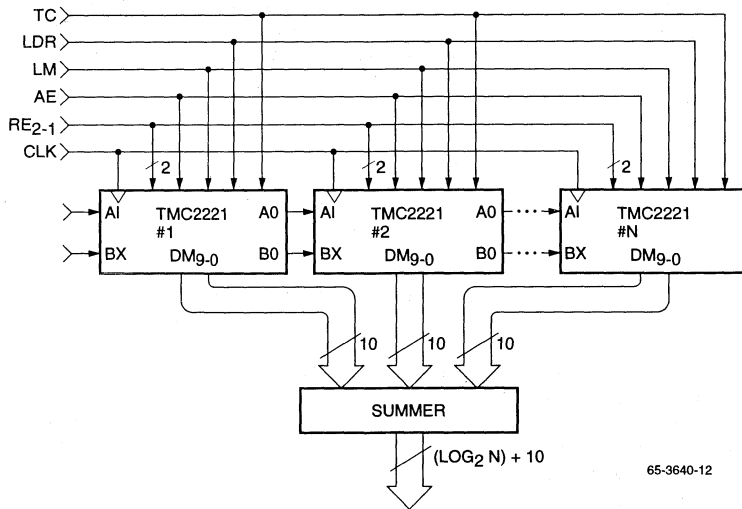 TC
LDR
LM
AE
RE2-1
CLK
2 2 2
AI TMC2221 A0 AI TMC2221 A0 AI TMC2221
#1 #2 #N
BX DM9-0 B0 BX DM9-0 B0 BX DM9-0
10 10 10
SUMMER
(LOG2 N) + 10
65-3640-12